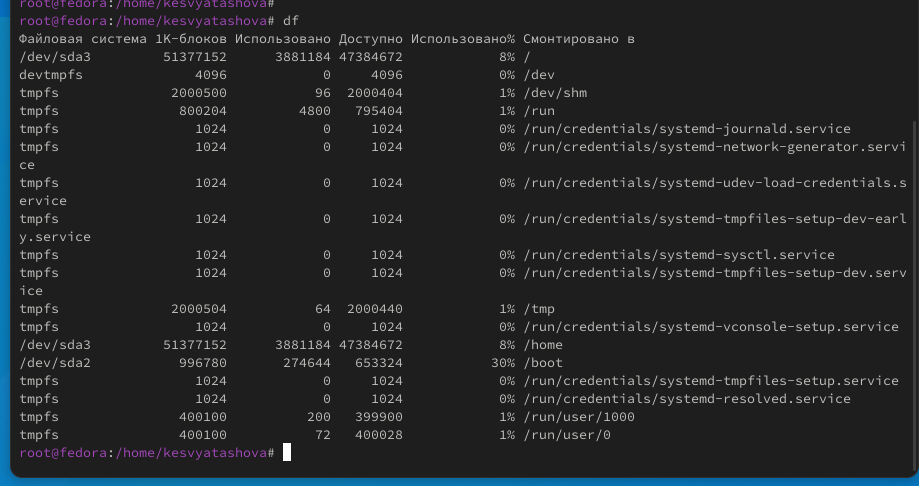 root@fedora:/home/kesvyatashova#
root@fedora:/home/kesvyatashova# df
Файловая система 1K-блоков Использовано Доступно Использовано% Смонтировано в
/dev/sda3 51377152 3881184 47384672 8% /
devtmpfs 4096 0 4096 0% /dev
tmpfs 2000500 96 2000404 1% /dev/shm
tmpfs 800204 4800 795404 1% /run
tmpfs 1024 0 1024 0% /run/credentials/systemd-journald.service
tmpfs 1024 0 1024 0% /run/credentials/systemd-network-generator.servi
ce
tmpfs 1024 0 1024 0% /run/credentials/systemd-udev-load-credentials.s
ervice
tmpfs 1024 0 1024 0% /run/credentials/systemd-tmpfiles-setup-dev-earl
y.service
tmpfs 1024 0 1024 0% /run/credentials/systemd-sysctl.service
tmpfs 1024 0 1024 0% /run/credentials/systemd-tmpfiles-setup-dev.serv
ice
tmpfs 2000504 64 2000440 1% /tmp
tmpfs 1024 0 1024 0% /run/credentials/systemd-vconsole-setup.service
/dev/sda3 51377152 3881184 47384672 8% /home
/dev/sda2 996780 274644 653324 30% /boot
tmpfs 1024 0 1024 0% /run/credentials/systemd-tmpfiles-setup.service
tmpfs 1024 0 1024 0% /run/credentials/systemd-resolved.service
tmpfs 400100 200 399900 1% /run/user/1000
tmpfs 400100 72 400028 1% /run/user/0
root@fedora:/home/kesvyatashova#